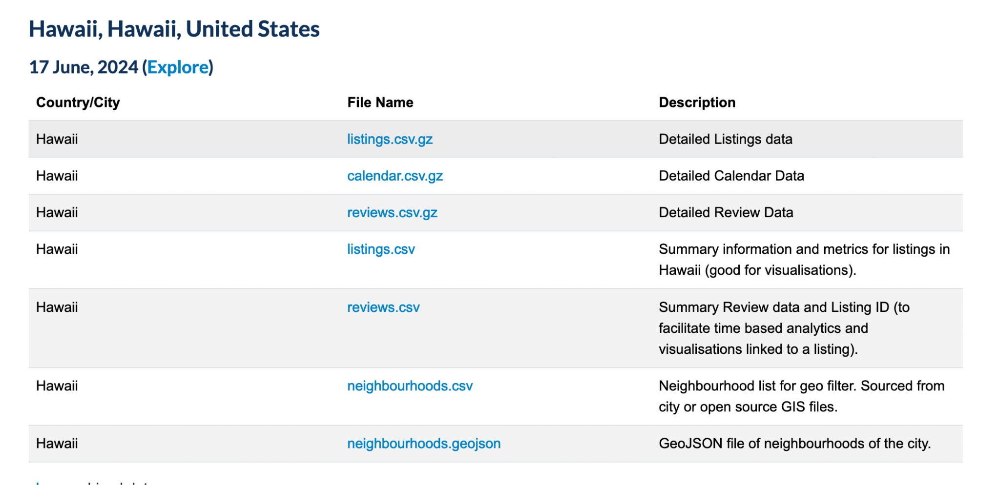 Hawaii, Hawaii, United States
17 June, 2024 (Explore)
Country/City File Name Description
Hawaii listings.csv.gz Detailed Listings data
Hawaii calendar.csv.gz Detailed Calendar Data
Hawaii reviews.csv.gz Detailed Review Data
Hawaii listings.csv Summary information and metrics for listings in
Hawaii (good for visualisations).
Hawaii reviews.csv Summary Review data and Listing ID (to
facilitate time based analytics and
visualisations linked to a listing).
Hawaii neighbourhoods.csv Neighbourhood list for geo filter. Sourced from
city or open source GIS files.
Hawaii neighbourhoods.geojson GeoJSON file of neighbourhoods of the city.